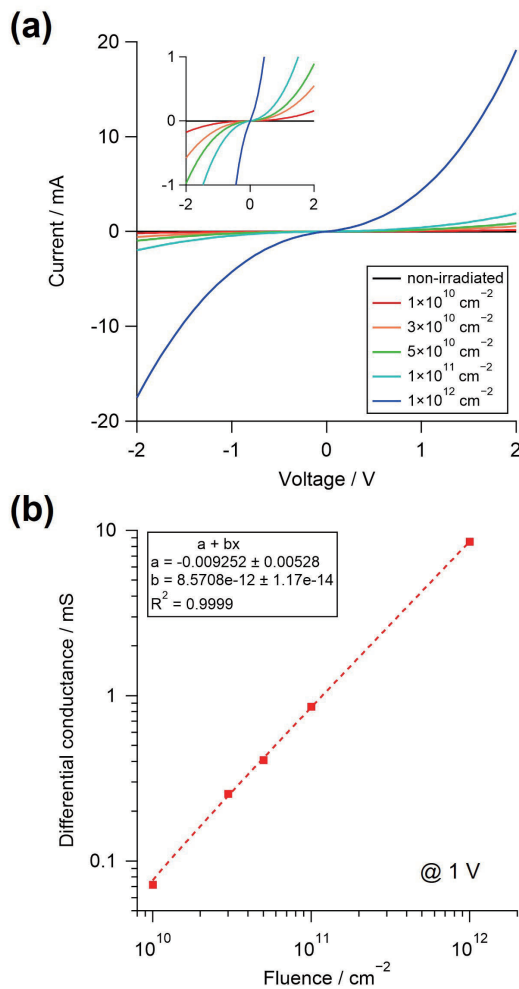 (a)
Current / mA
20
10
0
-10
-20
1
0
-1
-2
0
2
non-irradiated
1×10¹⁰ cm⁻²
3×10¹⁰ cm⁻²
5×10¹⁰ cm⁻²
1×10¹¹ cm⁻²
1×10¹² cm⁻²
-2
-1
0
1
2
Voltage / V
(b)
Differential conductance / mS
10
1
0.1
a + bx
a = -0.009252 ± 0.00528
b = 8.5708e-12 ± 1.17e-14
R² = 0.9999
@ 1 V
10¹⁰
10¹¹
10¹²
Fluence / cm⁻²